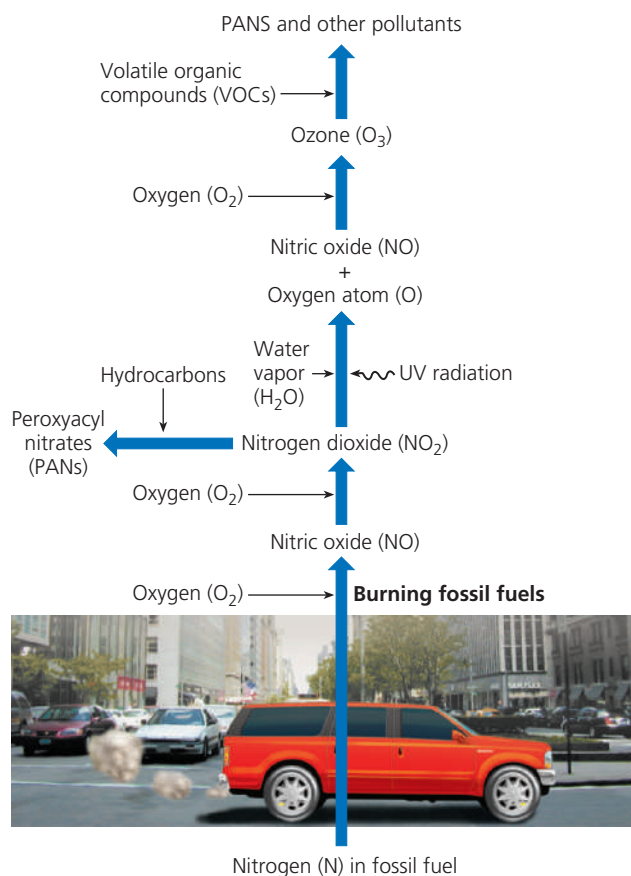 PANS and other pollutants
Volatile organic
compounds (VOCs)
Ozone (O₃)
Oxygen (O₂)
Nitric oxide (NO)
+
Oxygen atom (O)
Water
vapor
(H₂O)
UV radiation
Hydrocarbons
Peroxyacyl
nitrates
(PANs)
Nitrogen dioxide (NO₂)
Oxygen (O₂)
Nitric oxide (NO)
Oxygen (O₂)
Burning fossil fuels
Nitrogen (N) in fossil fuel